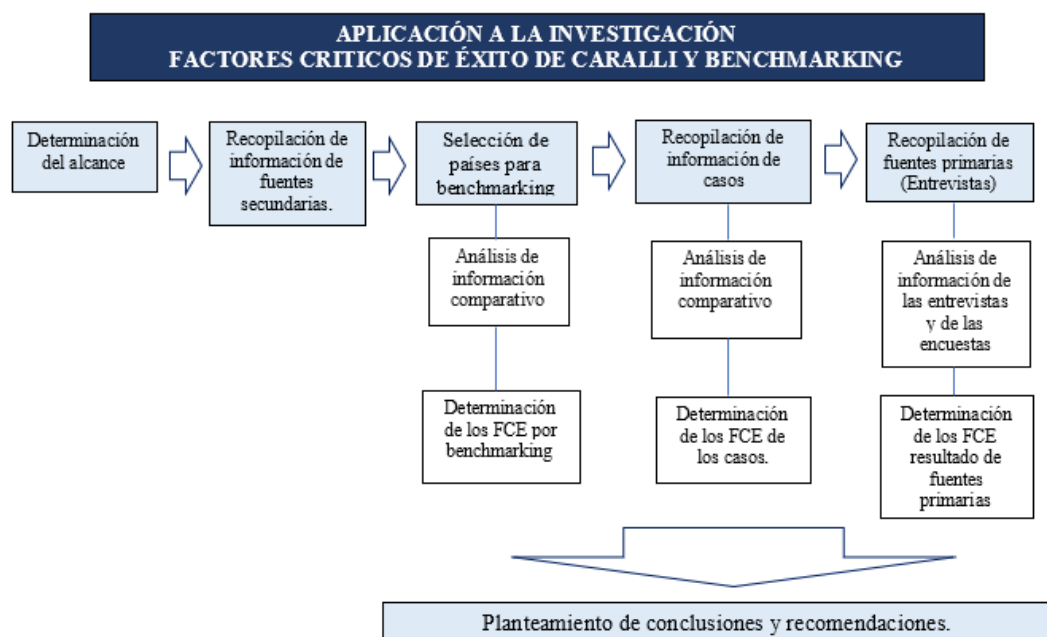 APLICACIÓN A LA INVESTIGACIÓN
FACTORES CRITICOS DE ÉXITO DE CARALLI Y BENCHMARKING
Determinación
del alcance
Recopilación de
información de
fuentes
secundarias.
Selección de
países para
benchmarking
Recopilación de
información de
casos
Recopilación de
fuentes primarias
(Entrevistas)
Análisis de
información
comparativo
Análisis de
información
comparativo
Análisis de
información de
las entrevistas
y de las
encuestas
Determinación
de los FCE por
benchmarking
Determinación
de los FCE de
los casos.
Determinación
de los FCE
resultado de
fuentes
primarias
Planteamiento de conclusiones y recomendaciones.